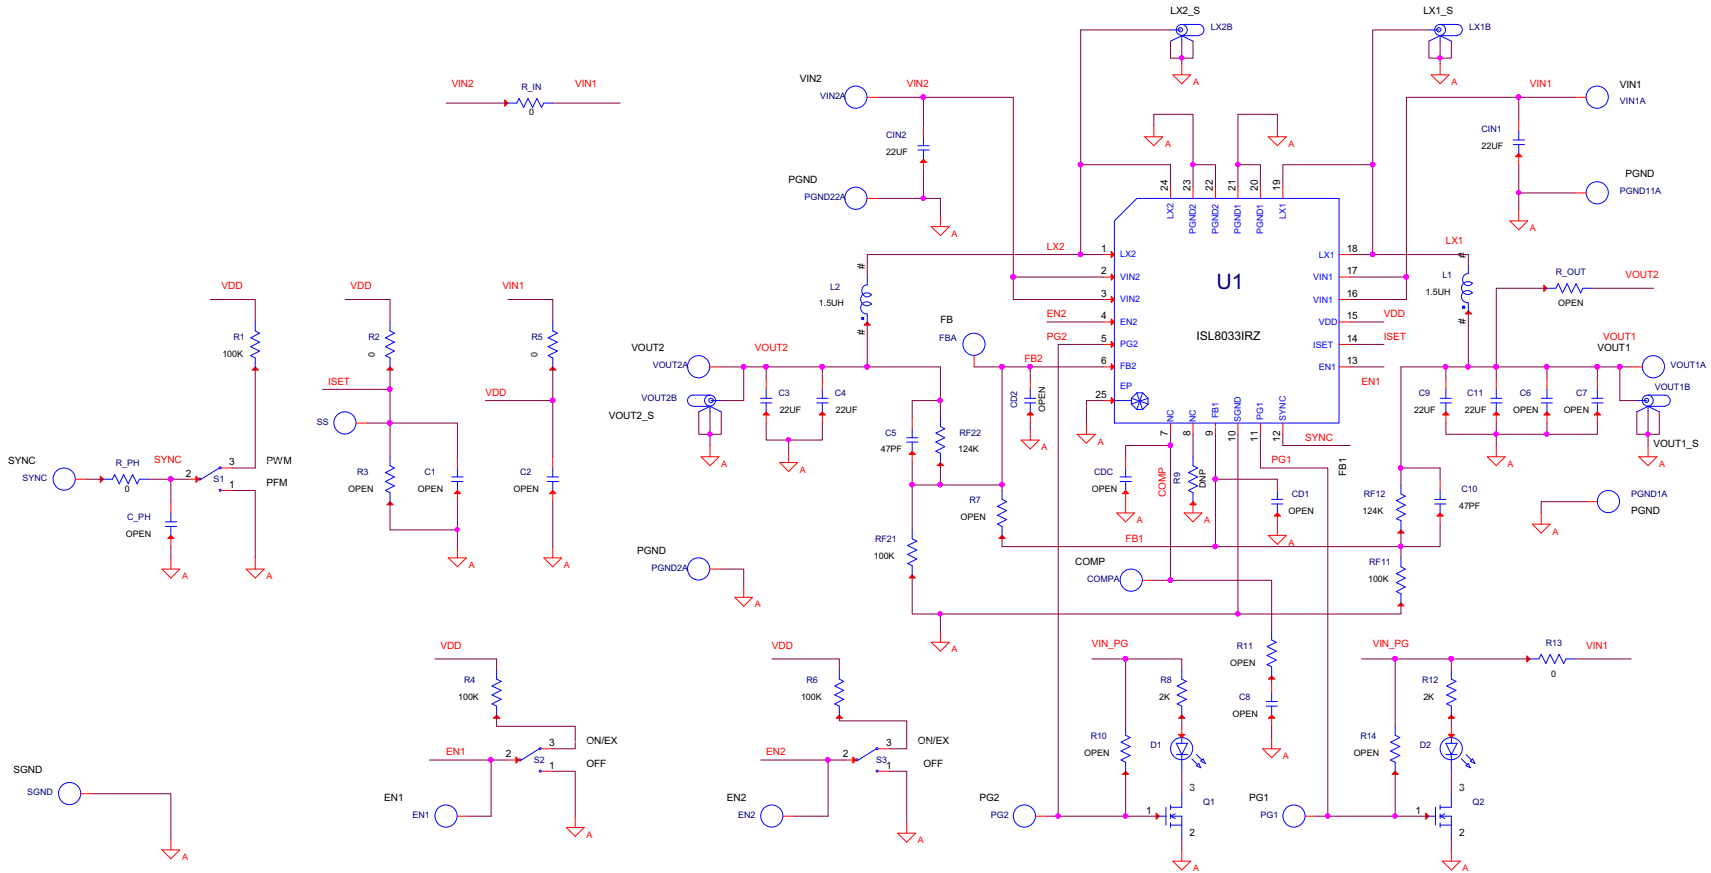 LX2_S
LX2B
LX1_S
LX1B
A
A
VIN2
R_IN
VIN1
0
VIN2
VIN2A
VIN2
CIN2
22UF
PGND
PGND22A
A
VIN1
VIN1
VIN1A
CIN1
22UF
PGND
PGND11A
A
A
A
24
23
22
21
20
19
LX2
PGND2
PGND2
PGND1
PGND1
LX1
LX2
1
LX2
2
VIN2
3
VIN2
EN2
4
EN2
PG2
5
PG2
FB2
6
FB2
EP
25
U1
ISL8033IRZ
LX1
18
LX1
VIN1
17
VIN1
16
VDD
15
VDD
ISET
14
ISET
EN1
13
EN1
NC
NC
FB1
SGND
PG1
SYNC
7
8
9
10
11
12
SYNC
PG1
FB1
#
L2
1.5UH
#
#
L1
1.5UH
#
R_OUT
OPEN
VOUT2
VOUT1
VOUT1
VOUT1A
VOUT1B
VOUT1_S
A
C9
22UF
C11
22UF
C6
OPEN
C7
OPEN
A
FB
FBA
CD2
OPEN
A
A
VOUT2
VOUT2A
VOUT2
VOUT2B
VOUT2_S
A
C3
22UF
C4
22UF
A
C5
47PF
RF22
124K
R7
OPEN
RF21
100K
A
CDC
OPEN
A
COMP
R9
DNP
A
CD1
OPEN
A
FB1
RF12
124K
C10
47PF
RF11
100K
PGND1A
PGND
A
COMP
COMPA
PGND
PGND2A
A
VDD
R1
100K
SYNC
SYNC
R_PH
0
SYNC
2
3
1
S1
PWM
PFM
C_PH
OPEN
A
A
VDD
R2
0
ISET
SS
R3
OPEN
C1
OPEN
A
VIN1
R5
0
VDD
C2
OPEN
A
VDD
R4
100K
EN1
2
3
1
S2
ON/EX
OFF
EN1
EN1
A
VDD
R6
100K
EN2
2
3
1
S3
ON/EX
OFF
EN2
EN2
A
SGND
SGND
A
VIN_PG
R8
2K
R10
OPEN
D1
PG2
PG2
1
3
2
Q1
A
R11
OPEN
C8
OPEN
A
VIN_PG
R12
2K
R13
0
VIN1
R14
OPEN
D2
PG1
PG1
1
3
2
Q2
A